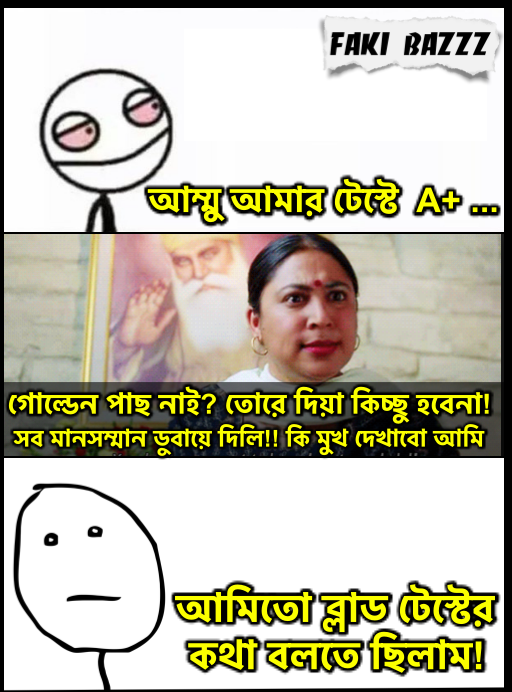 FAKI BAZZZ
আম্মু আমার টেস্টে A+ ...
গোল্ডেন পাছ নাই? তোরে দিয়া কিচ্ছু হবেনা!
সব মানসম্মান ডুবায়ে দিলি!! কি মুখ দেখাবো আমি
আমিতো ব্লাড টেস্টের
কথা বলতে ছিলাম!